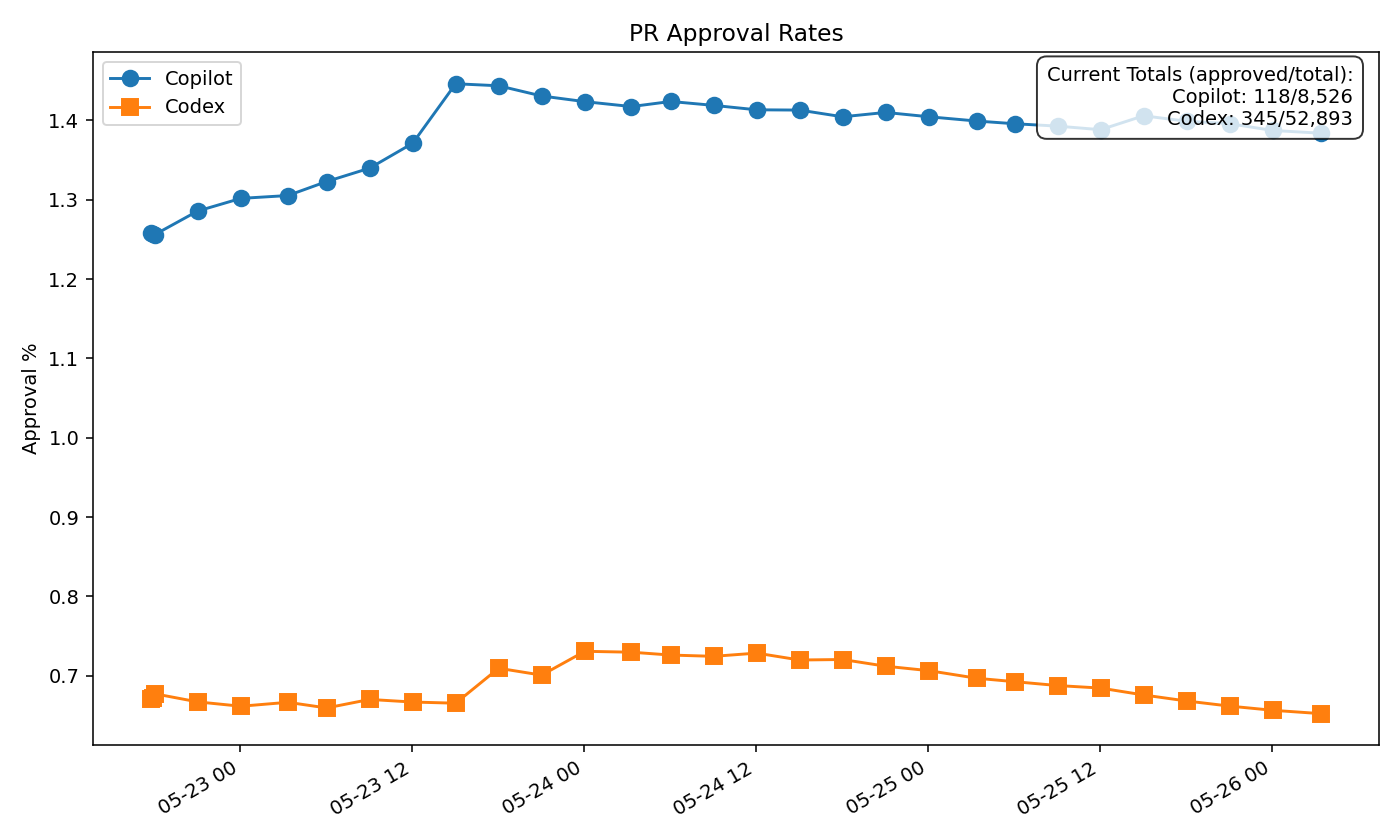 PR Approval Rates
Copilot
Codex
Current Totals (approved/total):
Copilot: 118/8,526
Codex: 345/52,893
Approval %
1.4
1.3
1.2
1.1
1.0
0.9
0.8
0.7
05-23 00
05-23 12
05-24 00
05-24 12
05-25 00
05-25 12
05-26 00